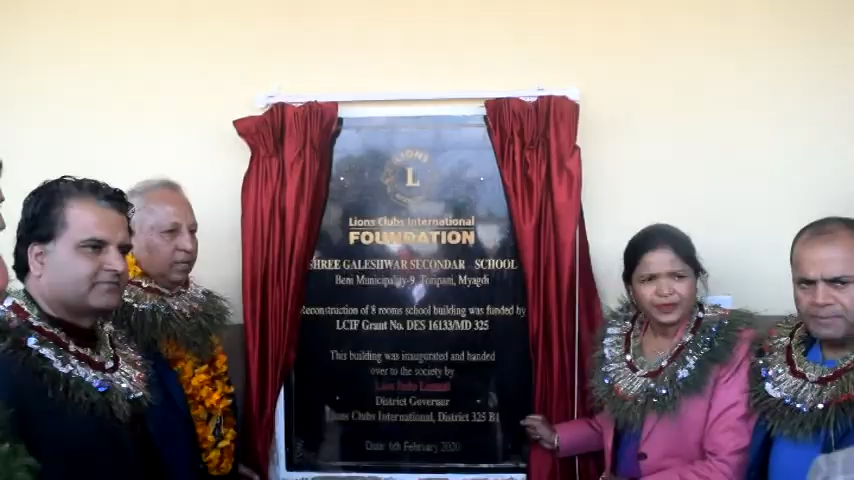 LIONS
L
Lions Clubs International
FOUNDATION
SHREE GALESHWAR SECONDAR SCHOOL
Beni Municipality-9, Toripani, Myagdi
Reconstruction of 8 rooms school building was funded by
LCIF Grant No. DES 16133/MD 325
This building was inaugurated and handed
over to the society by
Lion
District Governor
Lions Clubs International, District 325 B1
Date: 6th February 2020